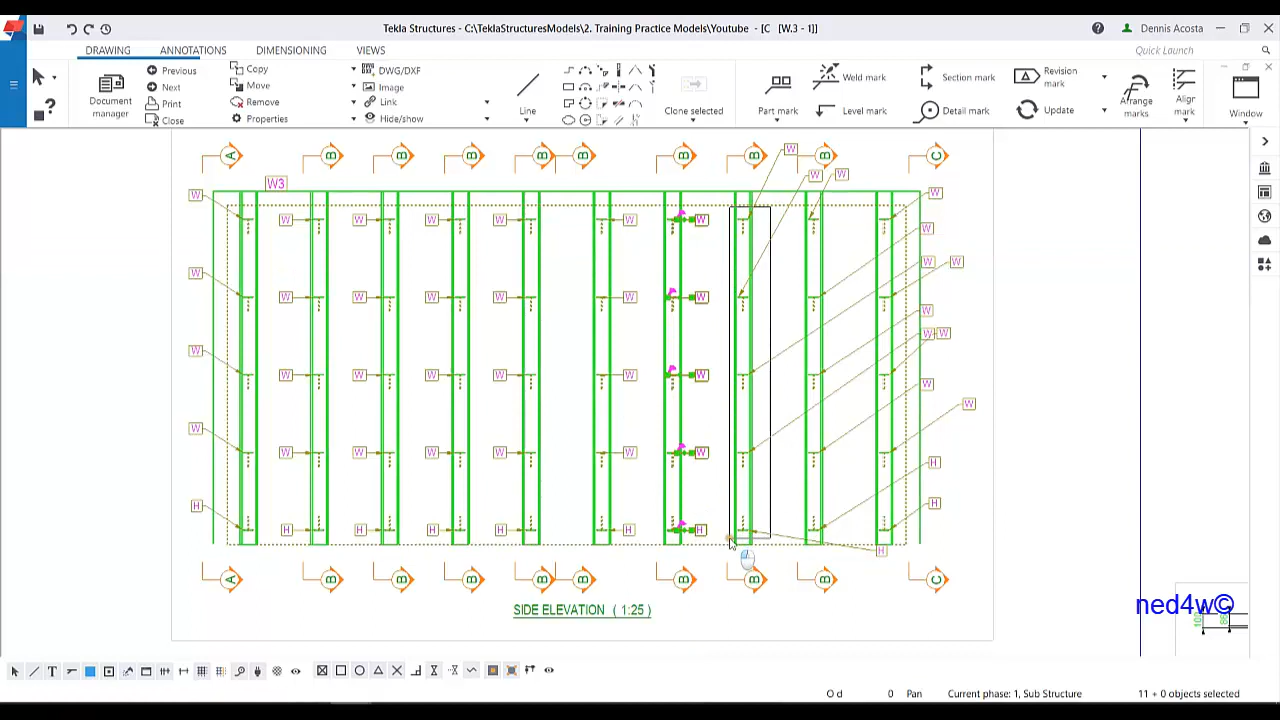 Tekla Structures - C:\TeklaStructuresModels\2. Training Practice Models\Youtube - [C [W.3 - 1]]
Dennis Acosta
DRAWING ANNOTATIONS DIMENSIONING VIEWS
Quick Launch
Document manager
Previous
Next
Print
Close
Copy
Move
Remove
Properties
DWG/DXF
Image
Link
Hide/show
Line
Clone selected
Part mark
Weld mark
Level mark
Section mark
Detail mark
Revision mark
Update
Arrange marks
Align mark
Window
A B B B B B B B B C
W3
W W W
W W
W W W W W W W
W
W W
W W
W W W W W W W
W
W W
W W W W W W
W
W
W
W W W W W W W
H
H
H H H H H H H
H
A B B B B B B B B C
SIDE ELEVATION ( 1:25 )
ned4w©
O d 0 Pan Current phase: 1, Sub Structure 11 + 0 objects selected